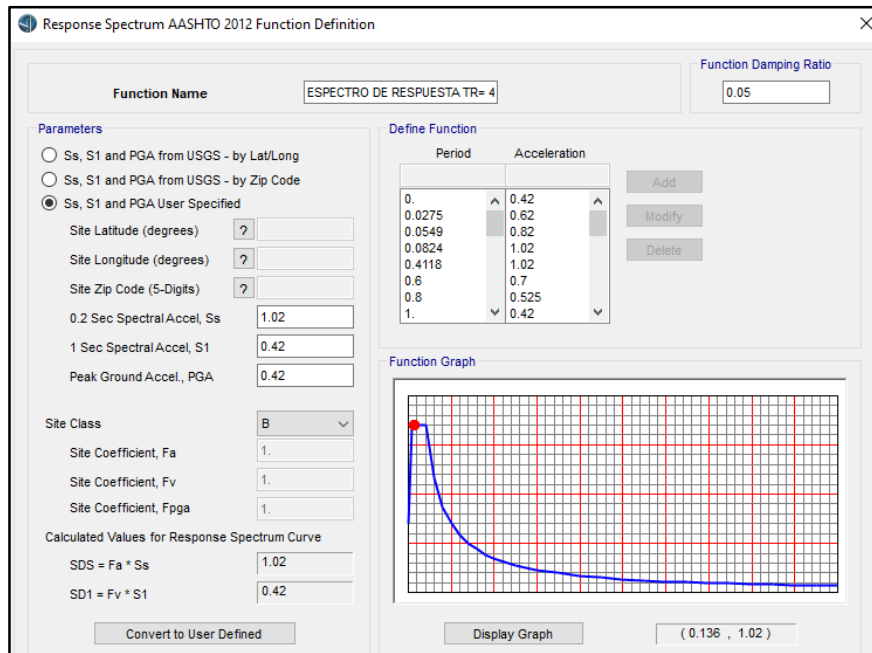 Response Spectrum AASHTO 2012 Function Definition
Function Damping Ratio
Function Name
ESPECTRO DE RESPUESTA TR= 4
0.05
Parameters
Ss, S1 and PGA from USGS - by Lat/Long
Ss, S1 and PGA from USGS - by Zip Code
Ss, S1 and PGA User Specified
Site Latitude (degrees) ?
Site Longitude (degrees) ?
Site Zip Code (5-Digits) ?
0.2 Sec Spectral Accel, Ss 1.02
1 Sec Spectral Accel, S1 0.42
Peak Ground Accel., PGA 0.42
Site Class B
Site Coefficient, Fa 1.
Site Coefficient, Fv 1.
Site Coefficient, Fpga 1.
Calculated Values for Response Spectrum Curve
SDS = Fa * Ss 1.02
SD1 = Fv * S1 0.42
Convert to User Defined
Define Function
Period Acceleration
0. 0.42
0.0275 0.62
0.0549 0.82
0.0824 1.02
0.4118 1.02
0.6 0.7
0.8 0.525
1. 0.42
Add
Modify
Delete
Function Graph
Display Graph
( 0.136 , 1.02 )